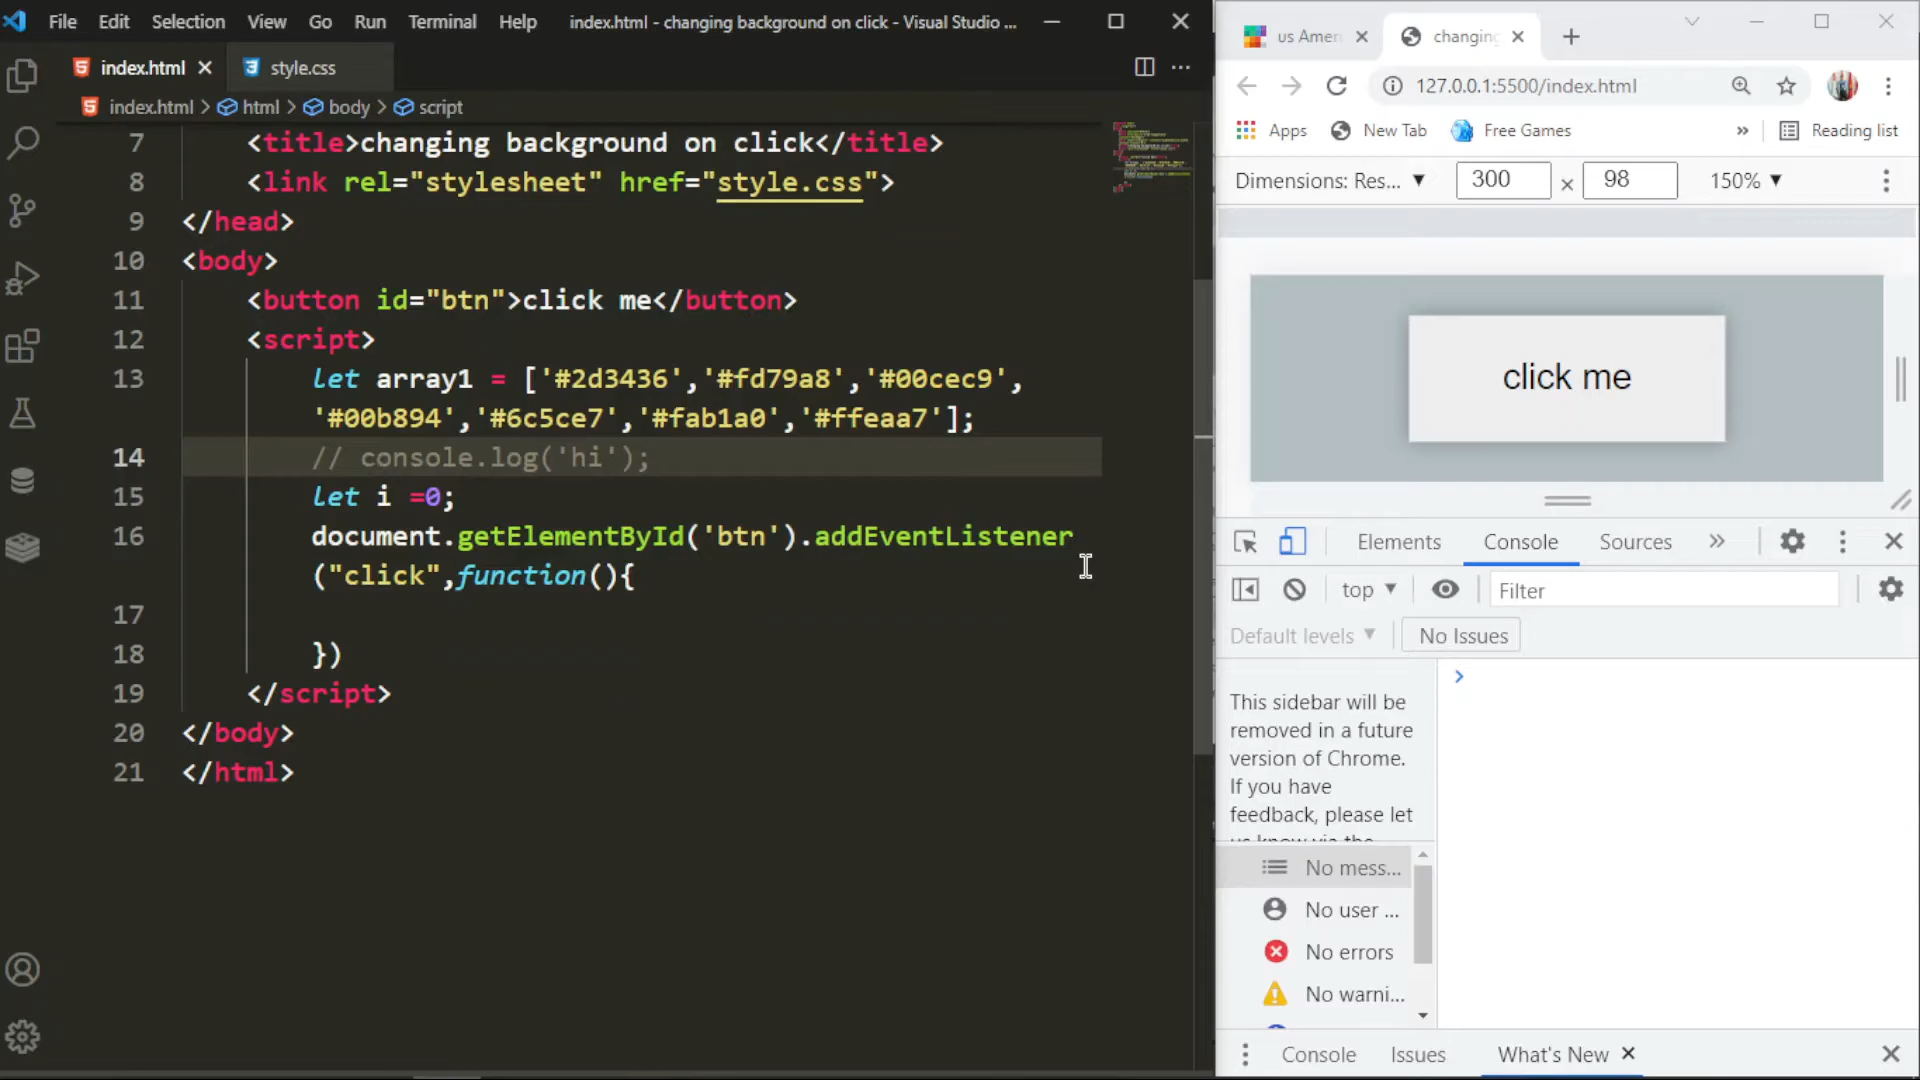 File Edit Selection View Go Run Terminal Help index.html - changing background on click - Visual Studio ...
index.html style.css
index.html > html > body > script
7 <title>changing background on click</title>
8 <link rel="stylesheet" href="style.css">
9 </head>
10 <body>
11 <button id="btn">click me</button>
12 <script>
13 let array1 = ['#2d3436','#fd79a8','#00cec9',
'#00b894','#6c5ce7','#fab1a0','#ffeaa7'];
14 // console.log('hi');
15 let i =0;
16 document.getElementById('btn').addEventListener
("click",function(){
17
18 })
19 </script>
20 </body>
21 </html>
us Amer changing
127.0.0.1:5500/index.html
Apps New Tab Free Games » Reading list
Dimensions: Res... 300 × 98 150%
click me
Elements Console Sources »
top Filter
Default levels No Issues
This sidebar will be
removed in a future
version of Chrome.
If you have
feedback, please let
us know via the
No mess...
No user ...
No errors
No warni...
Console Issues What's New